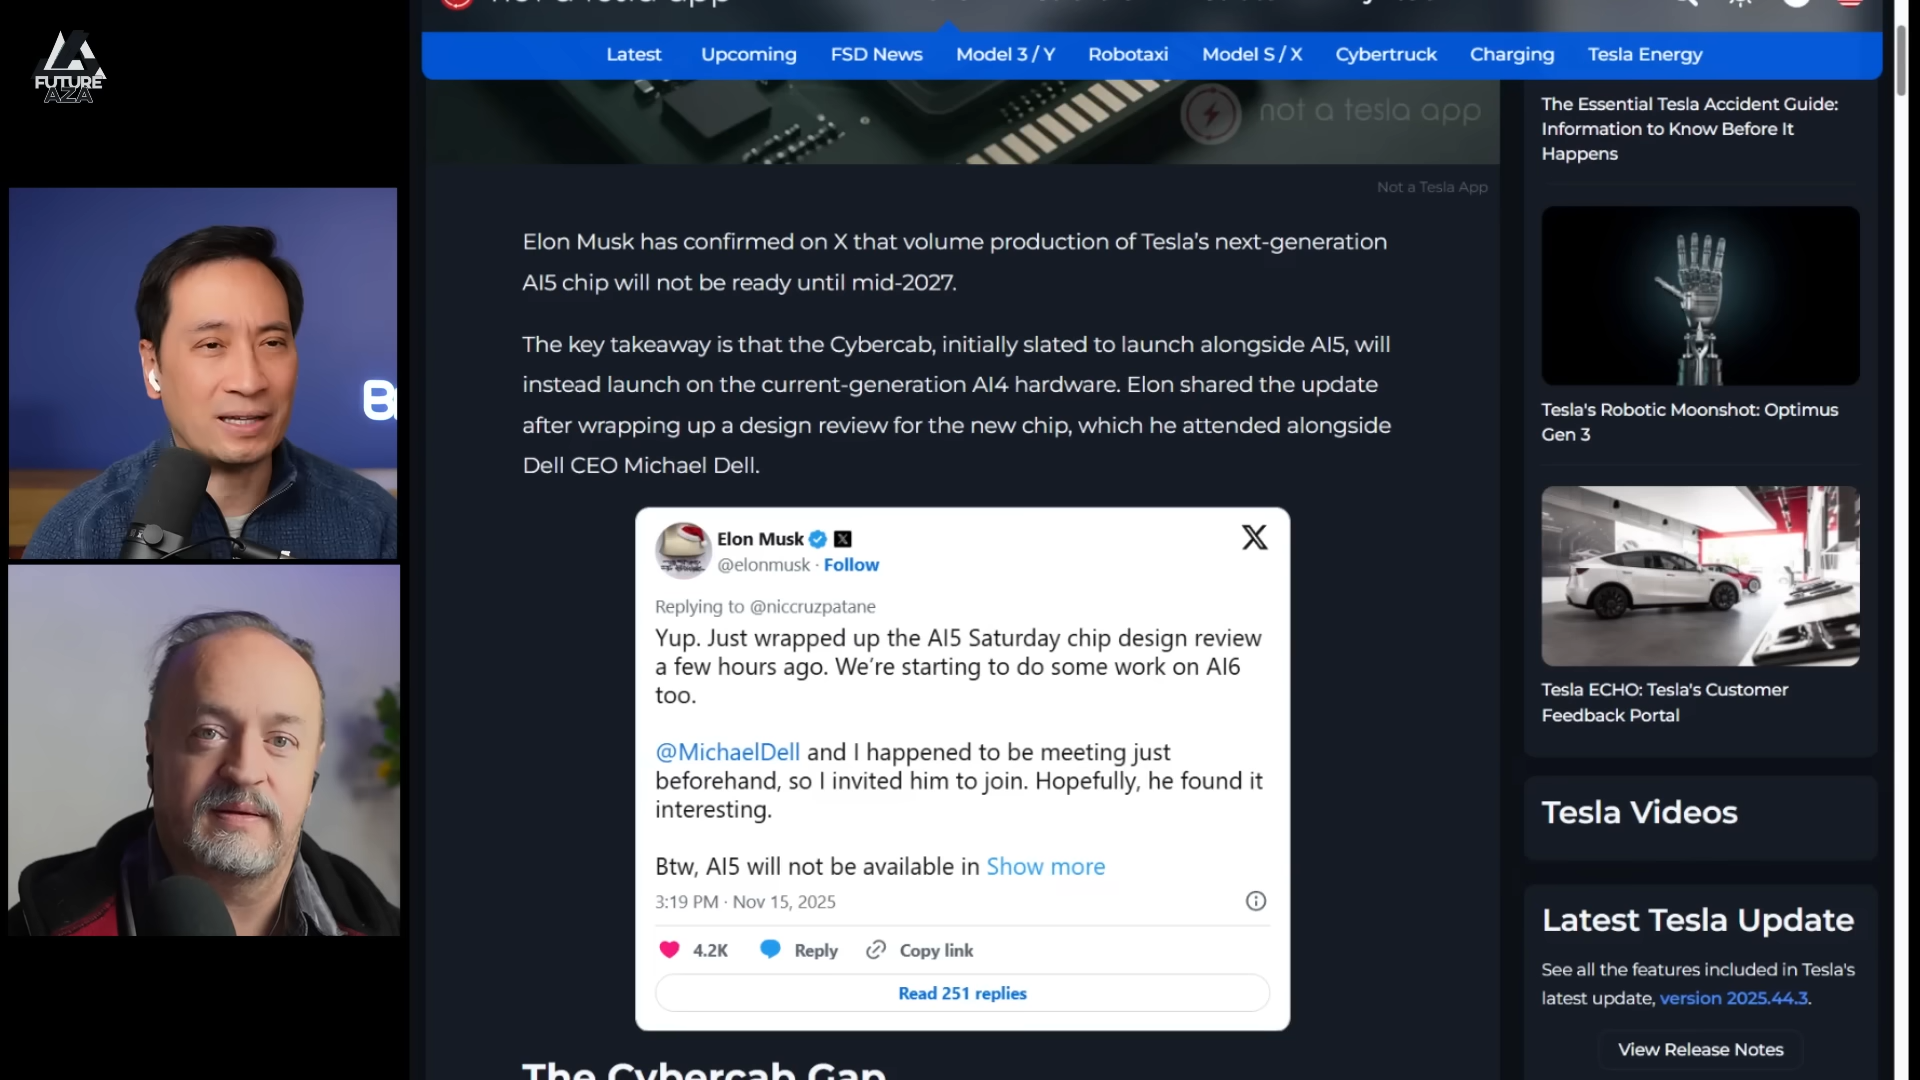 FUTURE
AZA
not a tesla app
Latest
Upcoming
FSD News
Model 3 / Y
Robotaxi
Model S / X
Cybertruck
Charging
Tesla Energy
not a tesla app
Not a Tesla App
Elon Musk has confirmed on X that volume production of Tesla's next-generation
AI5 chip will not be ready until mid-2027.
The key takeaway is that the Cybercab, initially slated to launch alongside AI5, will
instead launch on the current-generation AI4 hardware. Elon shared the update
after wrapping up a design review for the new chip, which he attended alongside
Dell CEO Michael Dell.
Elon Musk
@elonmusk · Follow
Replying to @niccruzpatane
Yup. Just wrapped up the AI5 Saturday chip design review
a few hours ago. We're starting to do some work on AI6
too.
@MichaelDell and I happened to be meeting just
beforehand, so I invited him to join. Hopefully, he found it
interesting.
Btw, AI5 will not be available in Show more
3:19 PM · Nov 15, 2025
4.2K
Reply
Copy link
Read 251 replies
The Cybercab Gap
The Essential Tesla Accident Guide:
Information to Know Before It
Happens
Tesla's Robotic Moonshot: Optimus
Gen 3
Tesla ECHO: Tesla's Customer
Feedback Portal
Tesla Videos
Latest Tesla Update
See all the features included in Tesla's
latest update, version 2025.44.3.
View Release Notes